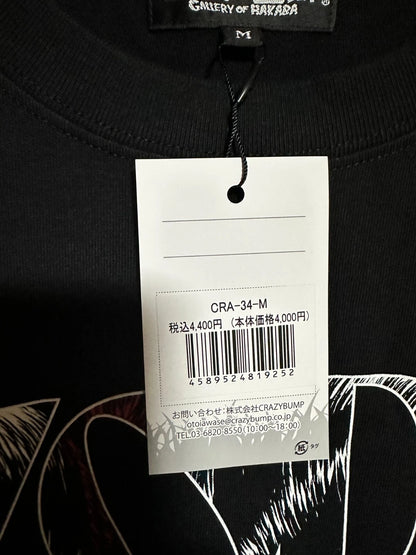 GALLERY OF HAKABA
M
CRA-34-M
税込4,400円 (本体価格4,000円)
4589524819252
お問い合わせ:株式会社CRAZYBUMP
otoiawase@crazybump.co.jp
TEL.03-6820-8550(10:00〜18:00)
紙 タグ